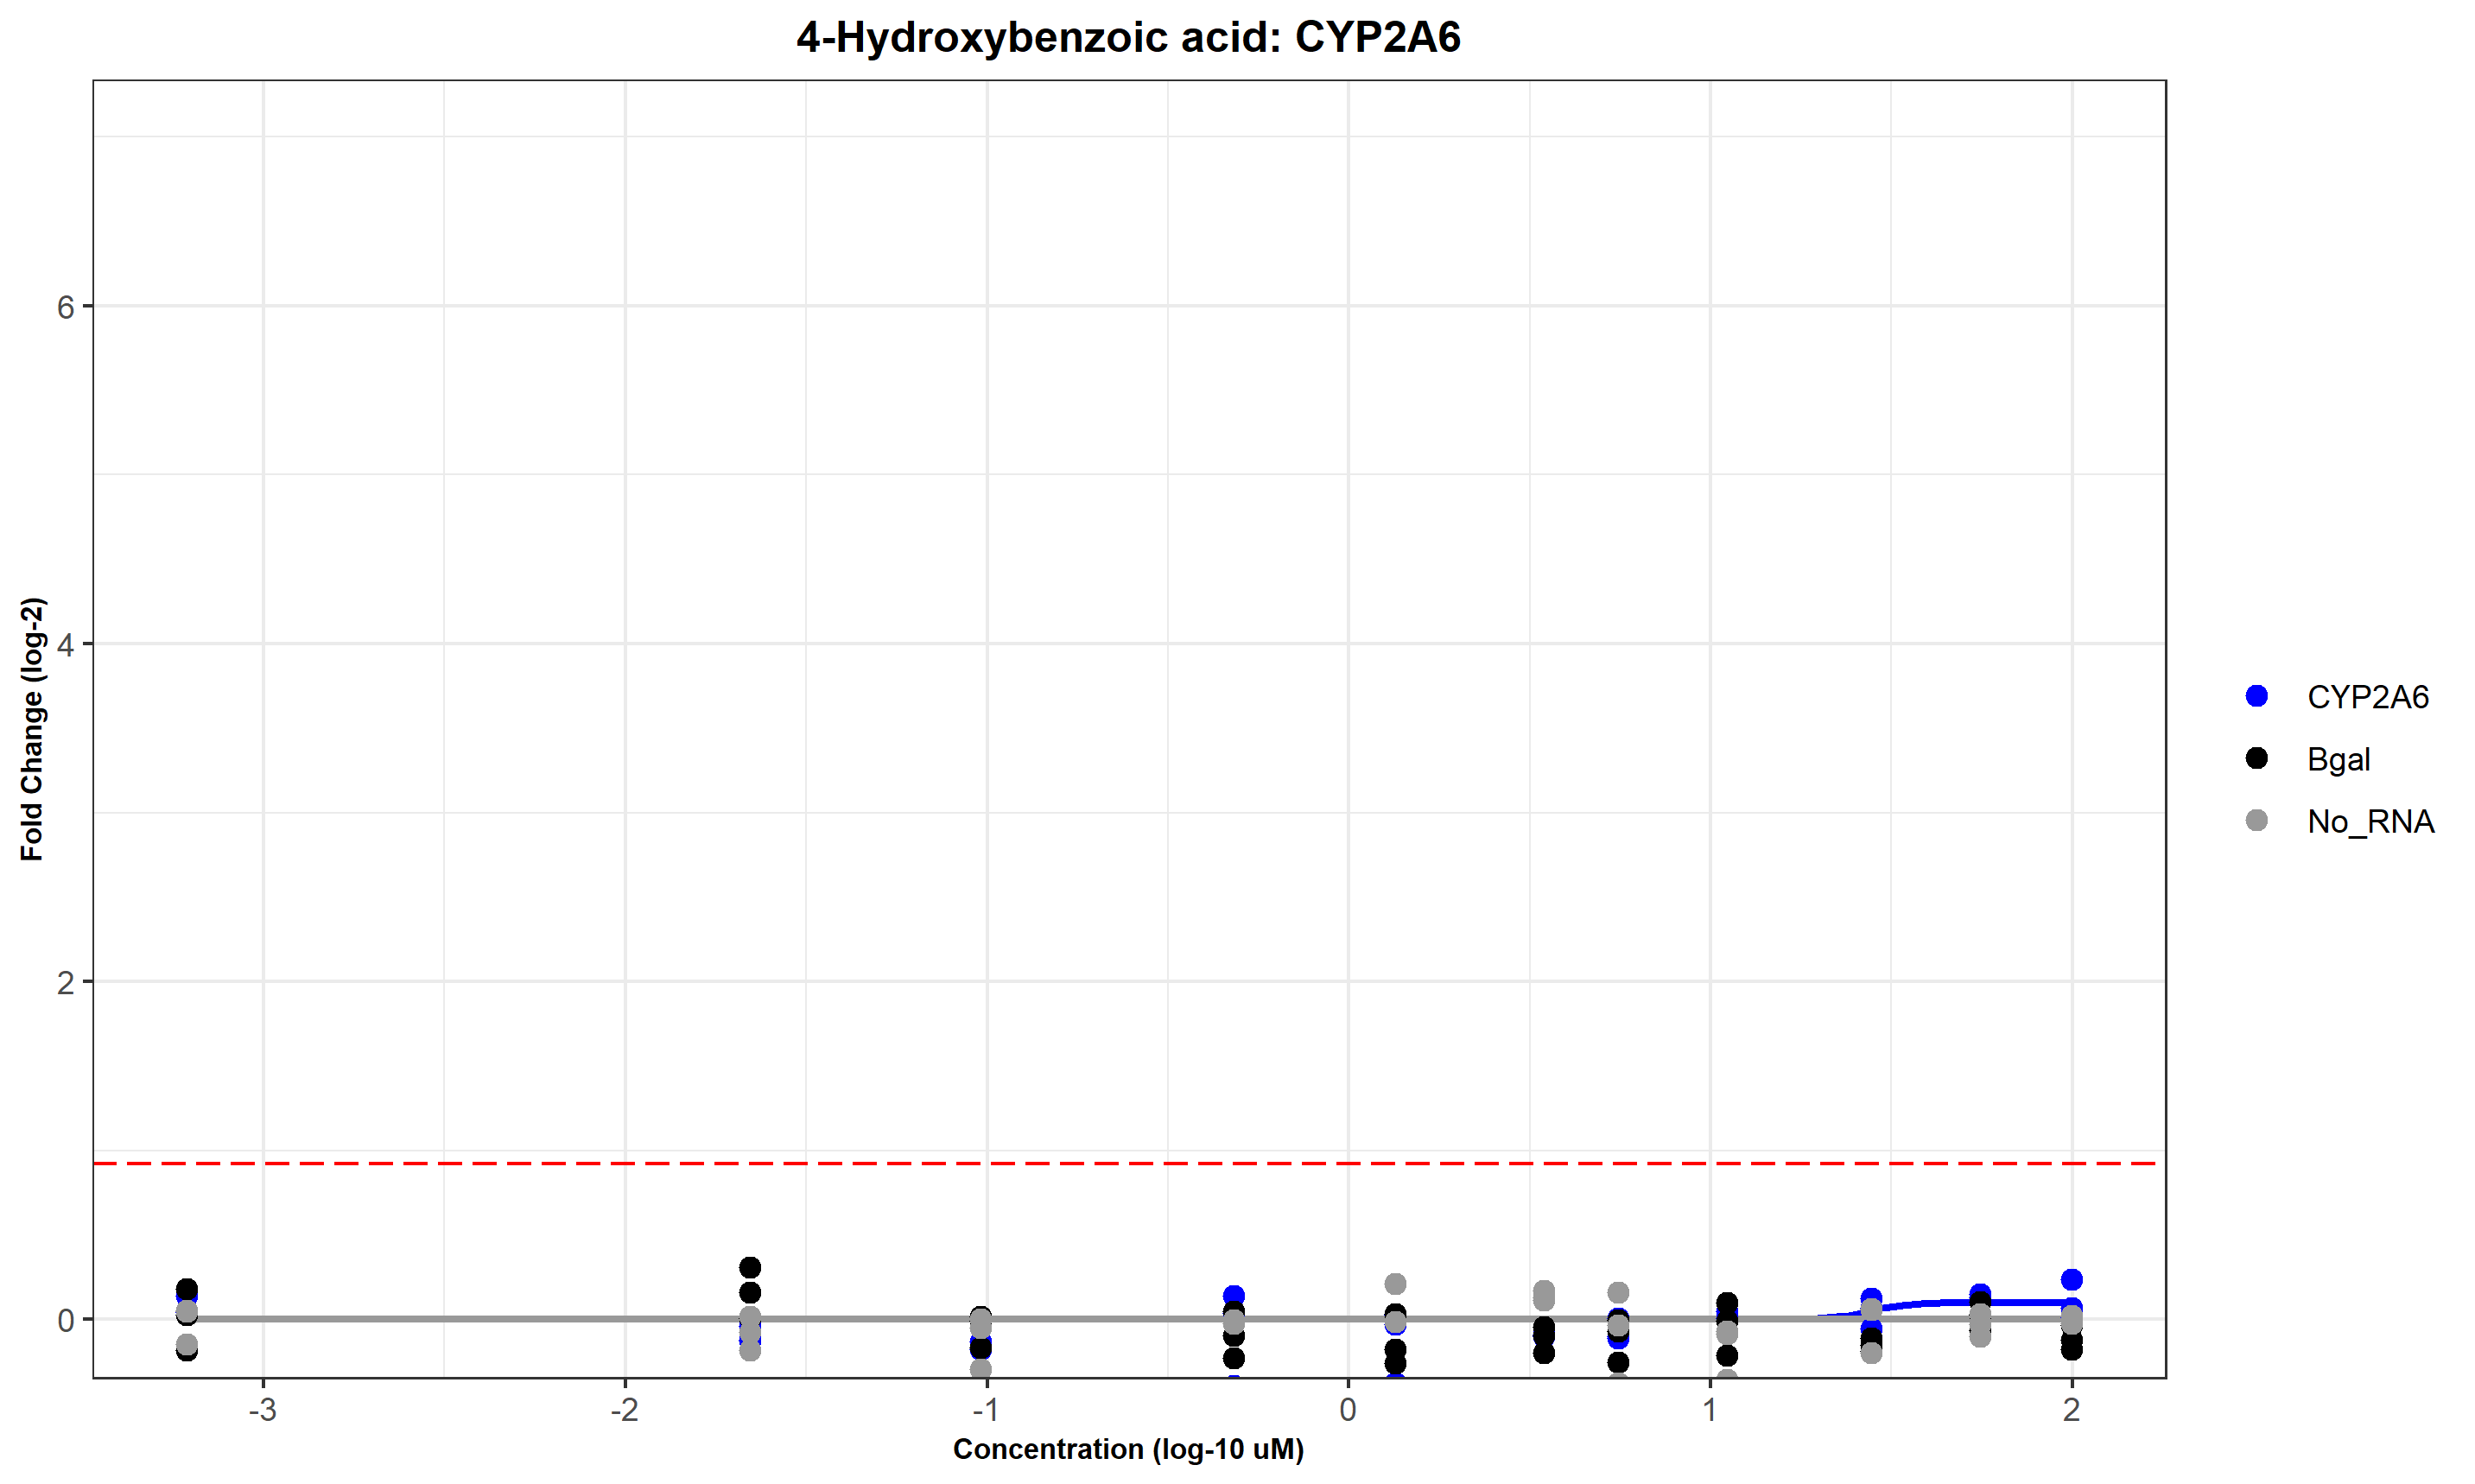 4-Hydroxybenzoic acid: CYP2A6
Fold Change (log-2)
6
4
2
0
-3
-2
-1
0
1
2
Concentration (log-10 uM)
CYP2A6
Bgal
No_RNA